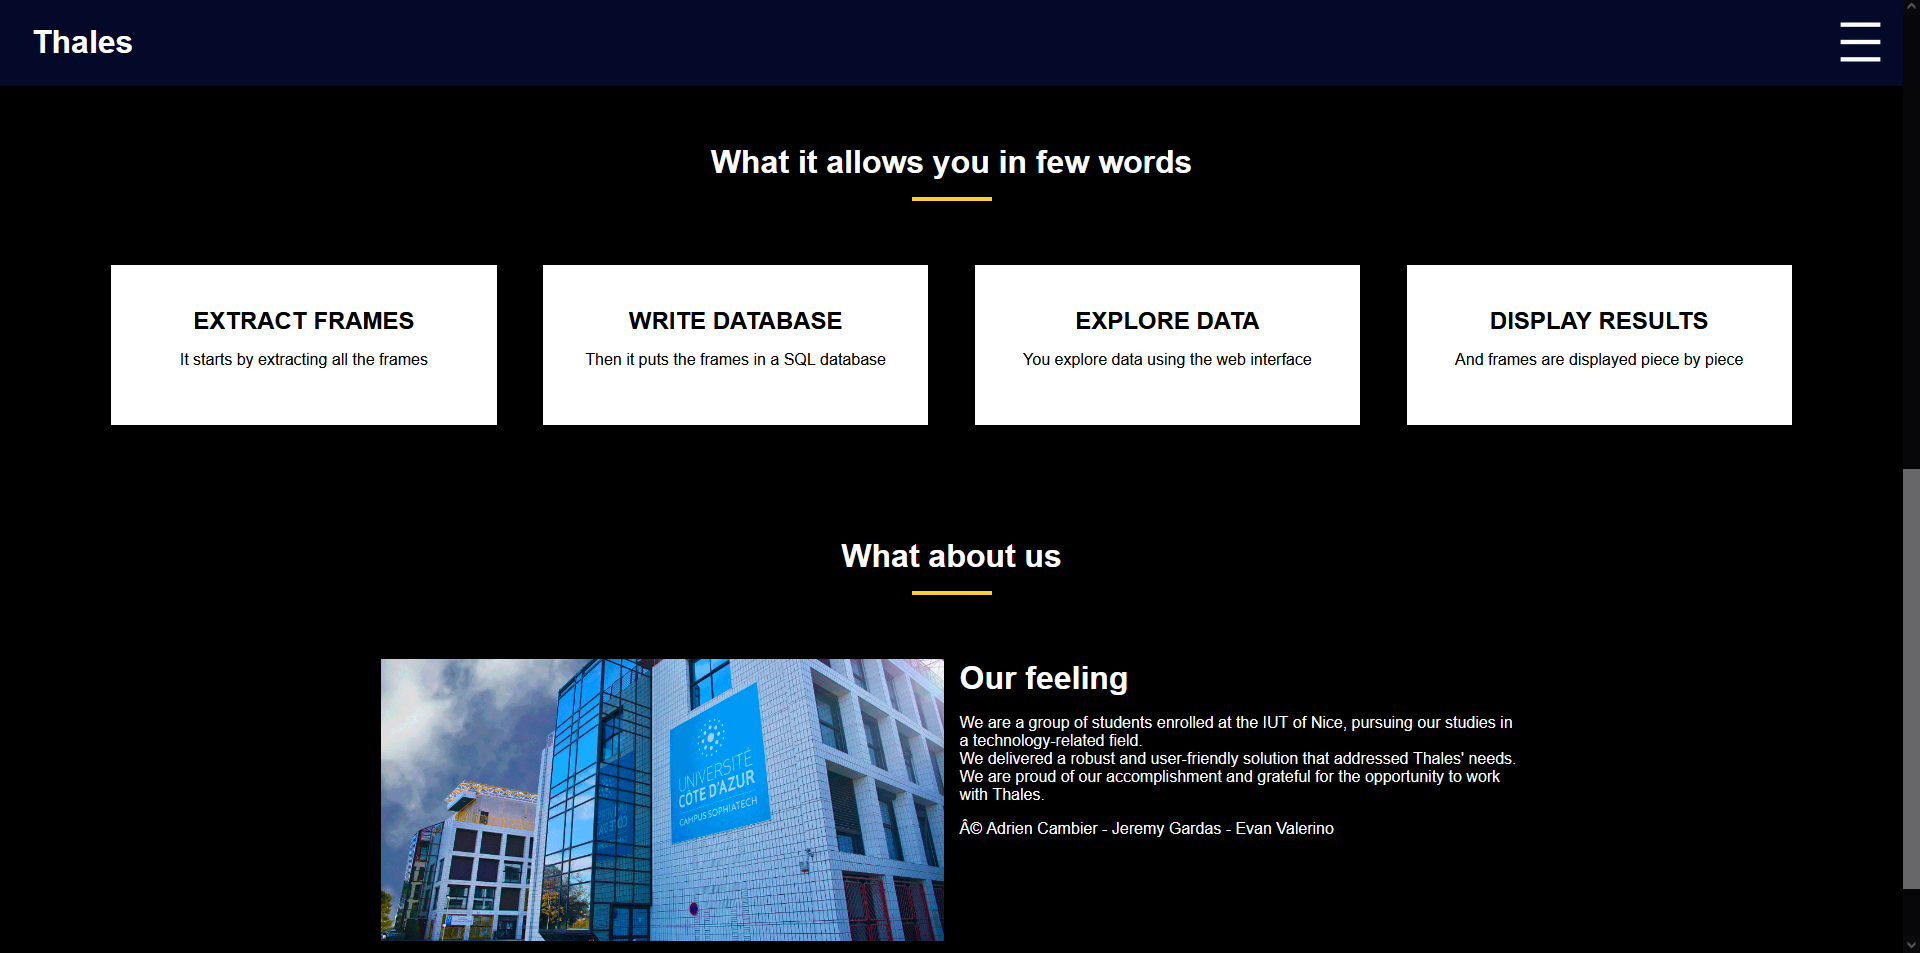 Thales
What it allows you in few words
EXTRACT FRAMES
It starts by extracting all the frames
WRITE DATABASE
Then it puts the frames in a SQL database
EXPLORE DATA
You explore data using the web interface
DISPLAY RESULTS
And frames are displayed piece by piece
What about us
UNIVERSITÉ
CÔTE D'AZUR
CAMPUS SOPHIATECH
Our feeling
We are a group of students enrolled at the IUT of Nice, pursuing our studies in
a technology-related field.
We delivered a robust and user-friendly solution that addressed Thales' needs.
We are proud of our accomplishment and grateful for the opportunity to work
with Thales.
Â© Adrien Cambier - Jeremy Gardas - Evan Valerino